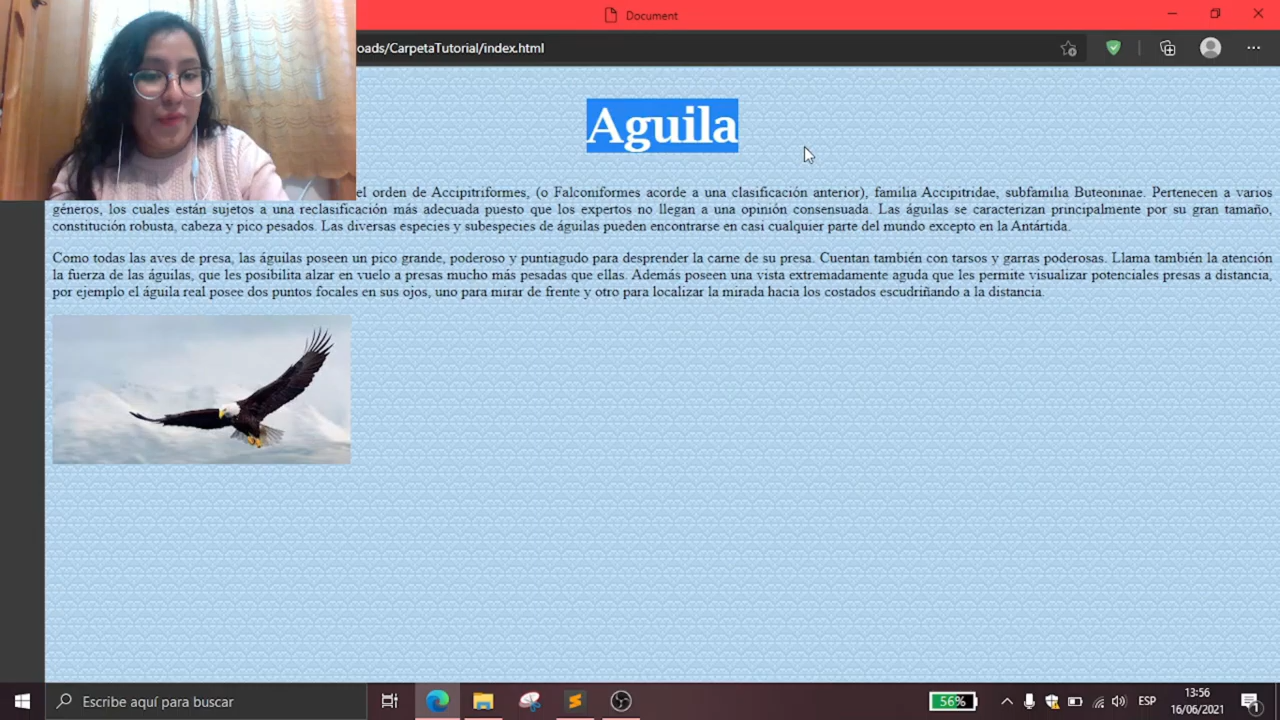 Document
oads/CarpetaTutorial/index.html
Aguila
el orden de Accipitriformes, (o Falconiformes acorde a una clasificación anterior), familia Accipitridae, subfamilia Buteoninae. Pertenecen a varios
géneros, los cuales están sujetos a una reclasificación más adecuada puesto que los expertos no llegan a una opinión consensuada. Las águilas se caracterizan principalmente por su gran tamaño,
constitución robusta, cabeza y pico pesados. Las diversas especies y subespecies de águilas pueden encontrarse en casi cualquier parte del mundo excepto en la Antártida.
Como todas las aves de presa, las águilas poseen un pico grande, poderoso y puntiagudo para desprender la carne de su presa. Cuentan también con tarsos y garras poderosas. Llama también la atención
la fuerza de las águilas, que les posibilita alzar en vuelo a presas mucho más pesadas que ellas. Además poseen una vista extremadamente aguda que les permite visualizar potenciales presas a distancia,
por ejemplo el águila real posee dos puntos focales en sus ojos, uno para mirar de frente y otro para localizar la mirada hacia los costados escudriñando a la distancia.
Escribe aquí para buscar
56%
ESP
13:56
16/06/2021
1